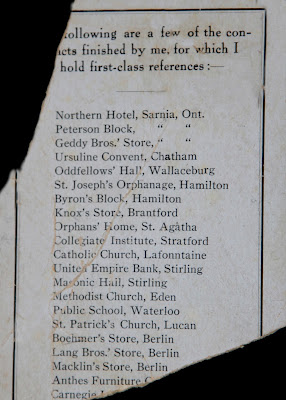 following are a few of the con-
cts finished by me, for which I
hold first-class references:—
Northern Hotel, Sarnia, Ont.
Peterson Block, " "
Geddy Bros.' Store, " "
Ursuline Convent, Chatham
Oddfellows' Hall, Wallaceburg
St. Joseph's Orphanage, Hamilton
Byron's Block, Hamilton
Knox's Store, Brantford
Orphans' Home, St. Agatha
Collegiate Institute, Stratford
Catholic Church, Lafonntaine
United Empire Bank, Stirling
Masonic Hall, Stirling
Methodist Church, Eden
Public School, Waterloo
St. Patrick's Church, Lucan
Boehmer's Store, Berlin
Lang Bros.' Store, Berlin
Macklin's Store, Berlin
Anthes Furniture C
Carnegie